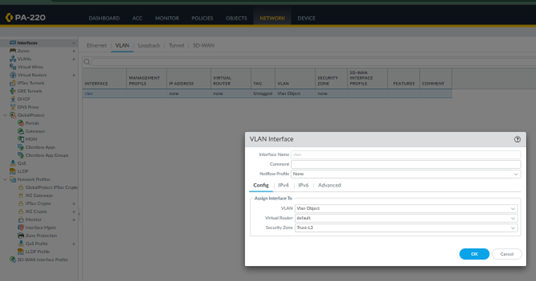 PA-220
DASHBOARD ACC MONITOR POLICIES OBJECTS NETWORK DEVICE
Interfaces
Zones
VLANs
Virtual Wires
Virtual Routers
IPSec Tunnels
GRE Tunnels
DHCP
DNS Proxy
GlobalProtect
Portals
Gateways
MDM
Clientless Apps
Clientless App Groups
QoS
LLDP
Network Profiles
GlobalProtect IPSec Crypto
IKE Gateways
IPSec Crypto
IKE Crypto
Monitor
Interface Mgmt
Zone Protection
QoS Profile
LLDP Profile
SD-WAN Interface Profile
Ethernet VLAN Loopback Tunnel SD-WAN
INTERFACE MANAGEMENT PROFILE IP ADDRESS VIRTUAL ROUTER TAG VLAN SECURITY ZONE SD-WAN INTERFACE PROFILE FEATURES COMMENT
vlan none none Untagged Vlan Object none
VLAN Interface
Interface Name vlan
Comment
Netflow Profile None
Config IPv4 IPv6 Advanced
Assign Interface To
VLAN Vlan Object
Virtual Router default
Security Zone Trust-L3
OK Cancel